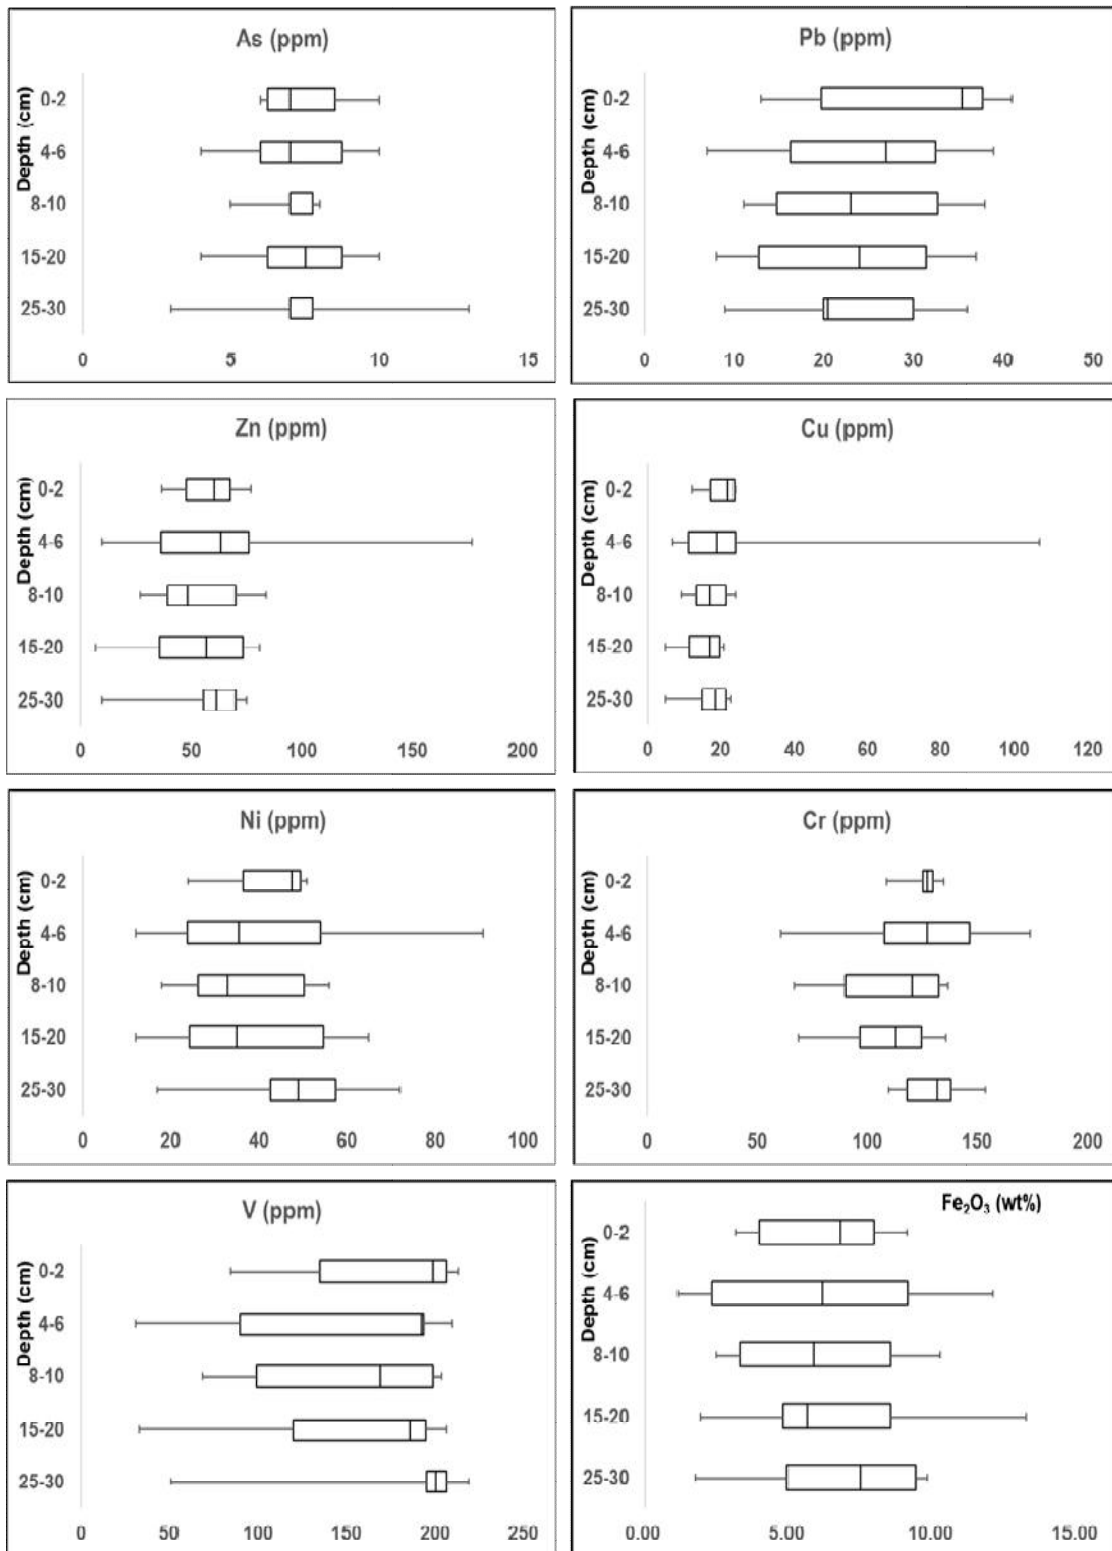 As (ppm)
Depth (cm)
0-2
4-6
8-10
15-20
25-30
0 5 10 15
Pb (ppm)
Depth (cm)
0-2
4-6
8-10
15-20
25-30
0 10 20 30 40 50
Zn (ppm)
Depth (cm)
0-2
4-6
8-10
15-20
25-30
0 50 100 150 200
Cu (ppm)
Depth (cm)
0-2
4-6
8-10
15-20
25-30
0 20 40 60 80 100 120
Ni (ppm)
Depth (cm)
0-2
4-6
8-10
15-20
25-30
0 20 40 60 80 100
Cr (ppm)
Depth (cm)
0-2
4-6
8-10
15-20
25-30
0 50 100 150 200
V (ppm)
Depth (cm)
0-2
4-6
8-10
15-20
25-30
0 50 100 150 200 250
Fe₂O₃ (wt%)
Depth (cm)
0-2
4-6
8-10
15-20
25-30
0.00 5.00 10.00 15.00